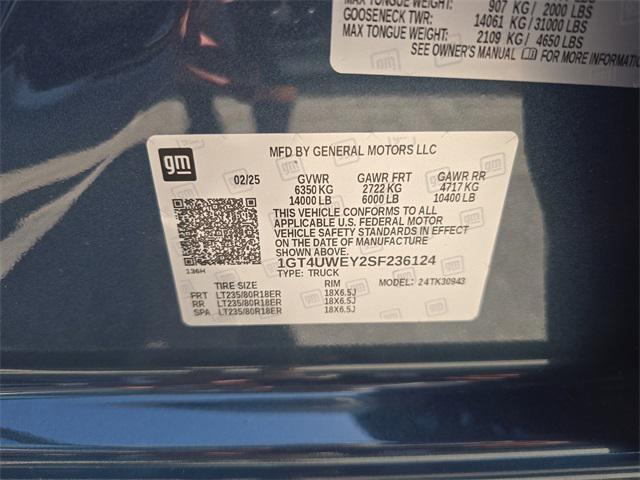 MAX TONGUE WEIGHT: 907 KG / 2000 LBS
GOOSENECK TWR: 14061 KG / 31000 LBS
MAX TONGUE WEIGHT: 2109 KG / 4650 LBS
SEE OWNER'S MANUAL FOR MORE INFORMATION
gm
MFD BY GENERAL MOTORS LLC
02/25 GVWR GAWR FRT GAWR RR
6350 KG 2722 KG 4717 KG
14000 LB 6000 LB 10400 LB
THIS VEHICLE CONFORMS TO ALL
APPLICABLE U.S. FEDERAL MOTOR
VEHICLE SAFETY STANDARDS IN
EFFECT ON THE DATE OF MANUFACTURE
SHOWN ABOVE.
1GT4UWEY2SF236124
136H
TYPE: TRUCK
TIRE SIZE RIM MODEL: 24TK30943
FRT LT235/80R18ER 18X6.5J
RR LT235/80R18ER 18X6.5J
SPA LT235/80R18ER 18X6.5J